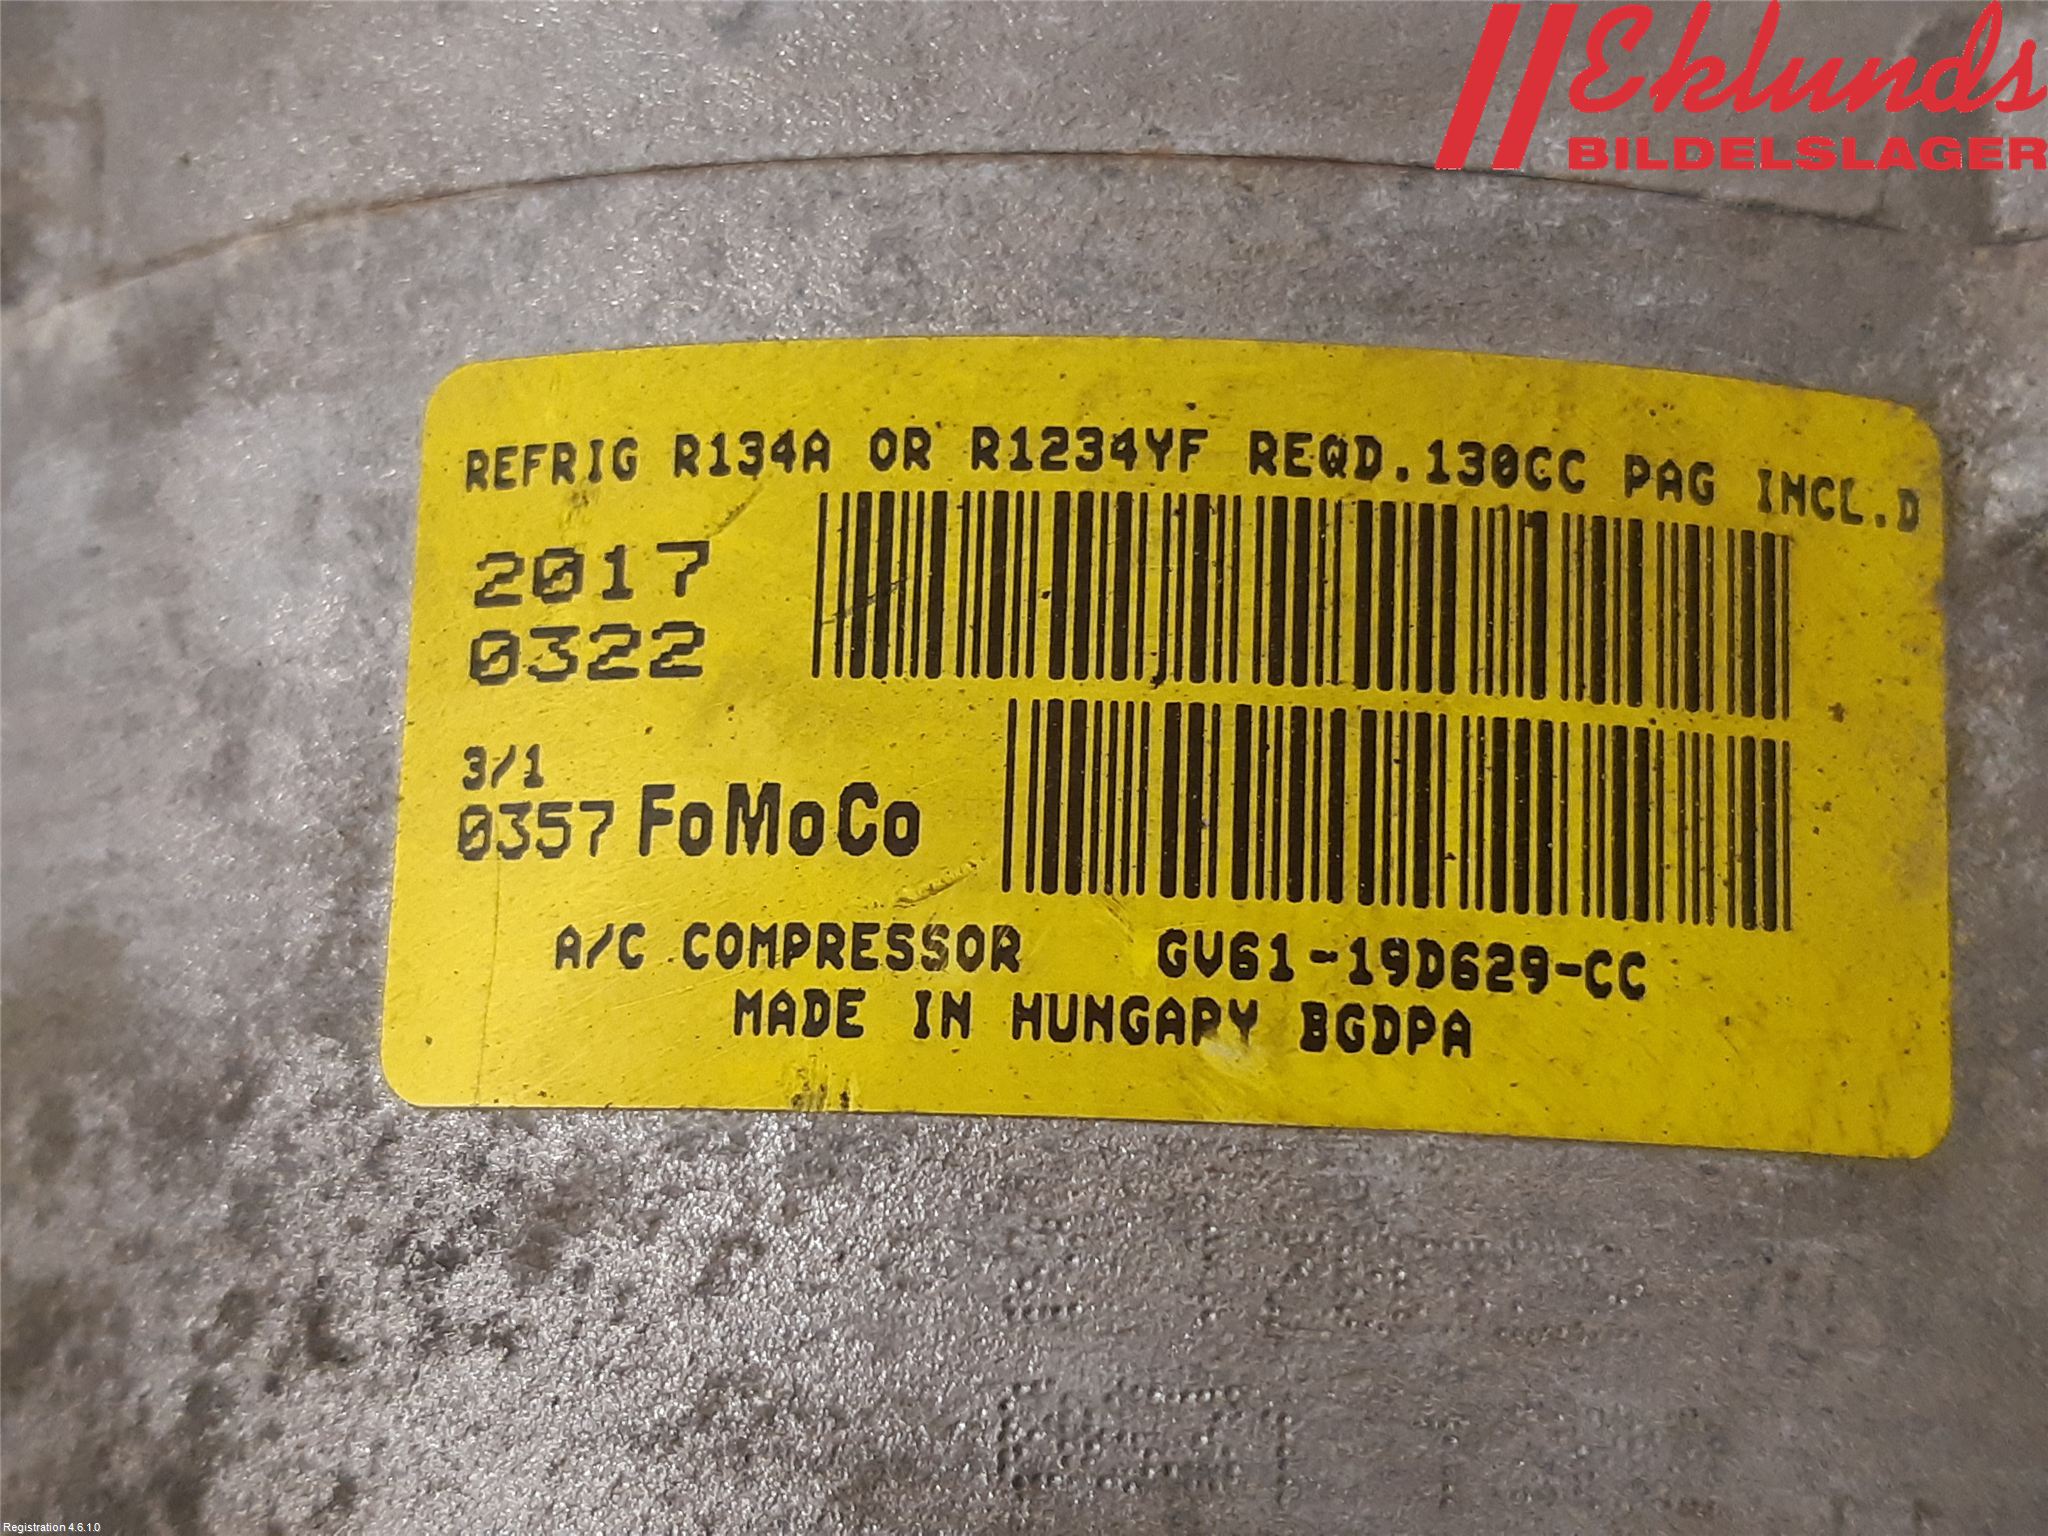 Eklunds
BILDELSLAGER
REFRIG R134A OR R1234YF REQD.130CC PAG INCL.D
2017
0322
3/1
0357 FoMoCo
A/C COMPRESSOR GV61-19D629-CC
MADE IN HUNGARY BGDPA
Registration 4.6.1.0